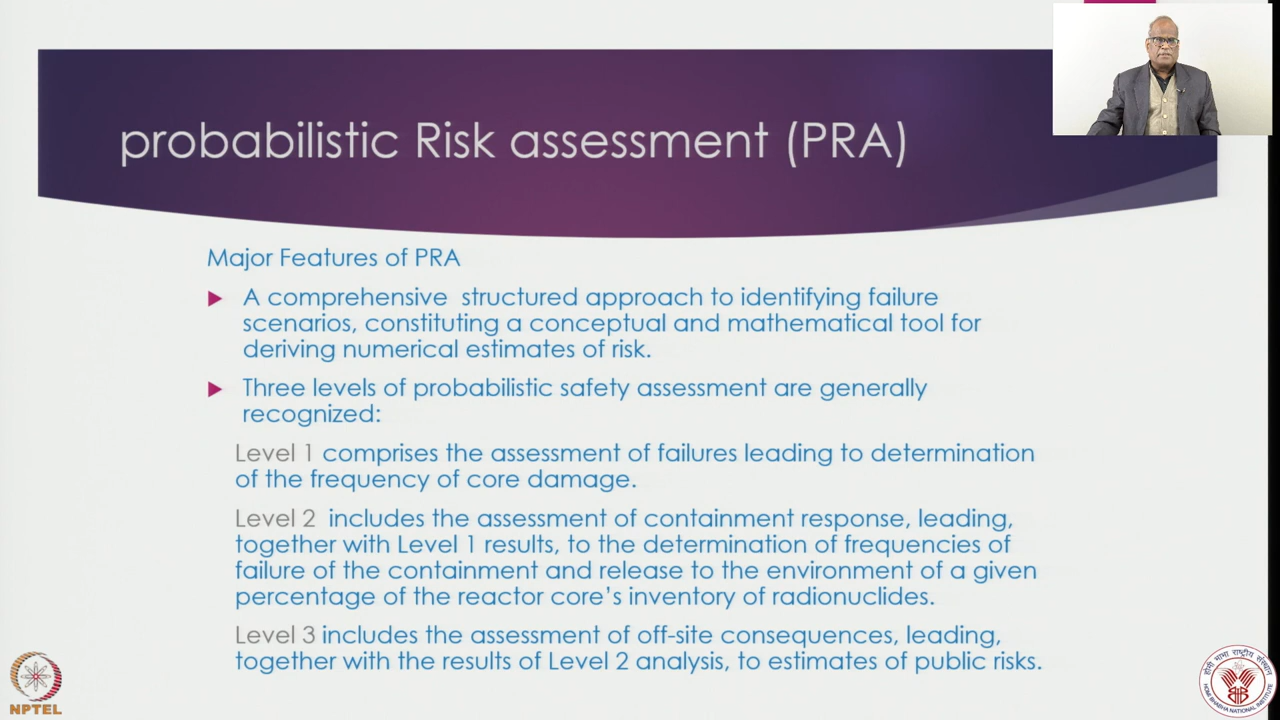 probabilistic Risk assessment (PRA)
Major Features of PRA
A comprehensive structured approach to identifying failure
scenarios, constituting a conceptual and mathematical tool for
deriving numerical estimates of risk.
Three levels of probabilistic safety assessment are generally
recognized:
Level 1 comprises the assessment of failures leading to determination
of the frequency of core damage.
Level 2 includes the assessment of containment response, leading,
together with Level 1 results, to the determination of frequencies of
failure of the containment and release to the environment of a given
percentage of the reactor core's inventory of radionuclides.
Level 3 includes the assessment of off-site consequences, leading,
together with the results of Level 2 analysis, to estimates of public risks.
NPTEL
होमी भाभा राष्ट्रीय संस्थान
HOMI BHABHA NATIONAL INSTITUTE